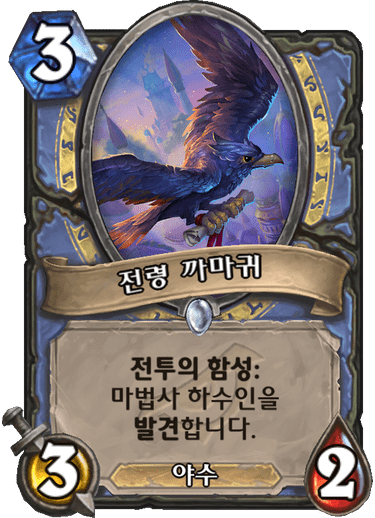 3
전령 까마귀
전투의 함성:
마법사 하수인을
발견합니다.
3
야수
2